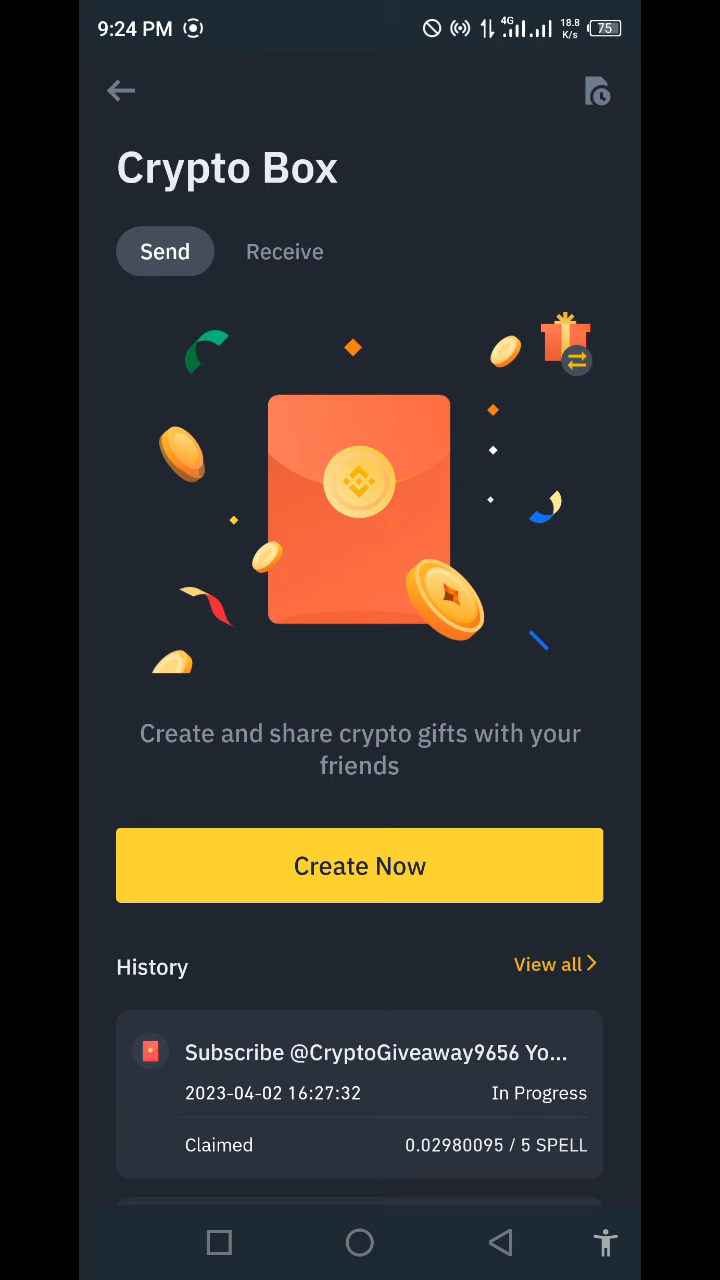 9:24 PM 4G 18.8 K/s 75
Crypto Box
Send Receive
Create and share crypto gifts with your
friends
Create Now
History View all
Subscribe @CryptoGiveaway9656 Yo...
2023-04-02 16:27:32 In Progress
Claimed 0.02980095 / 5 SPELL